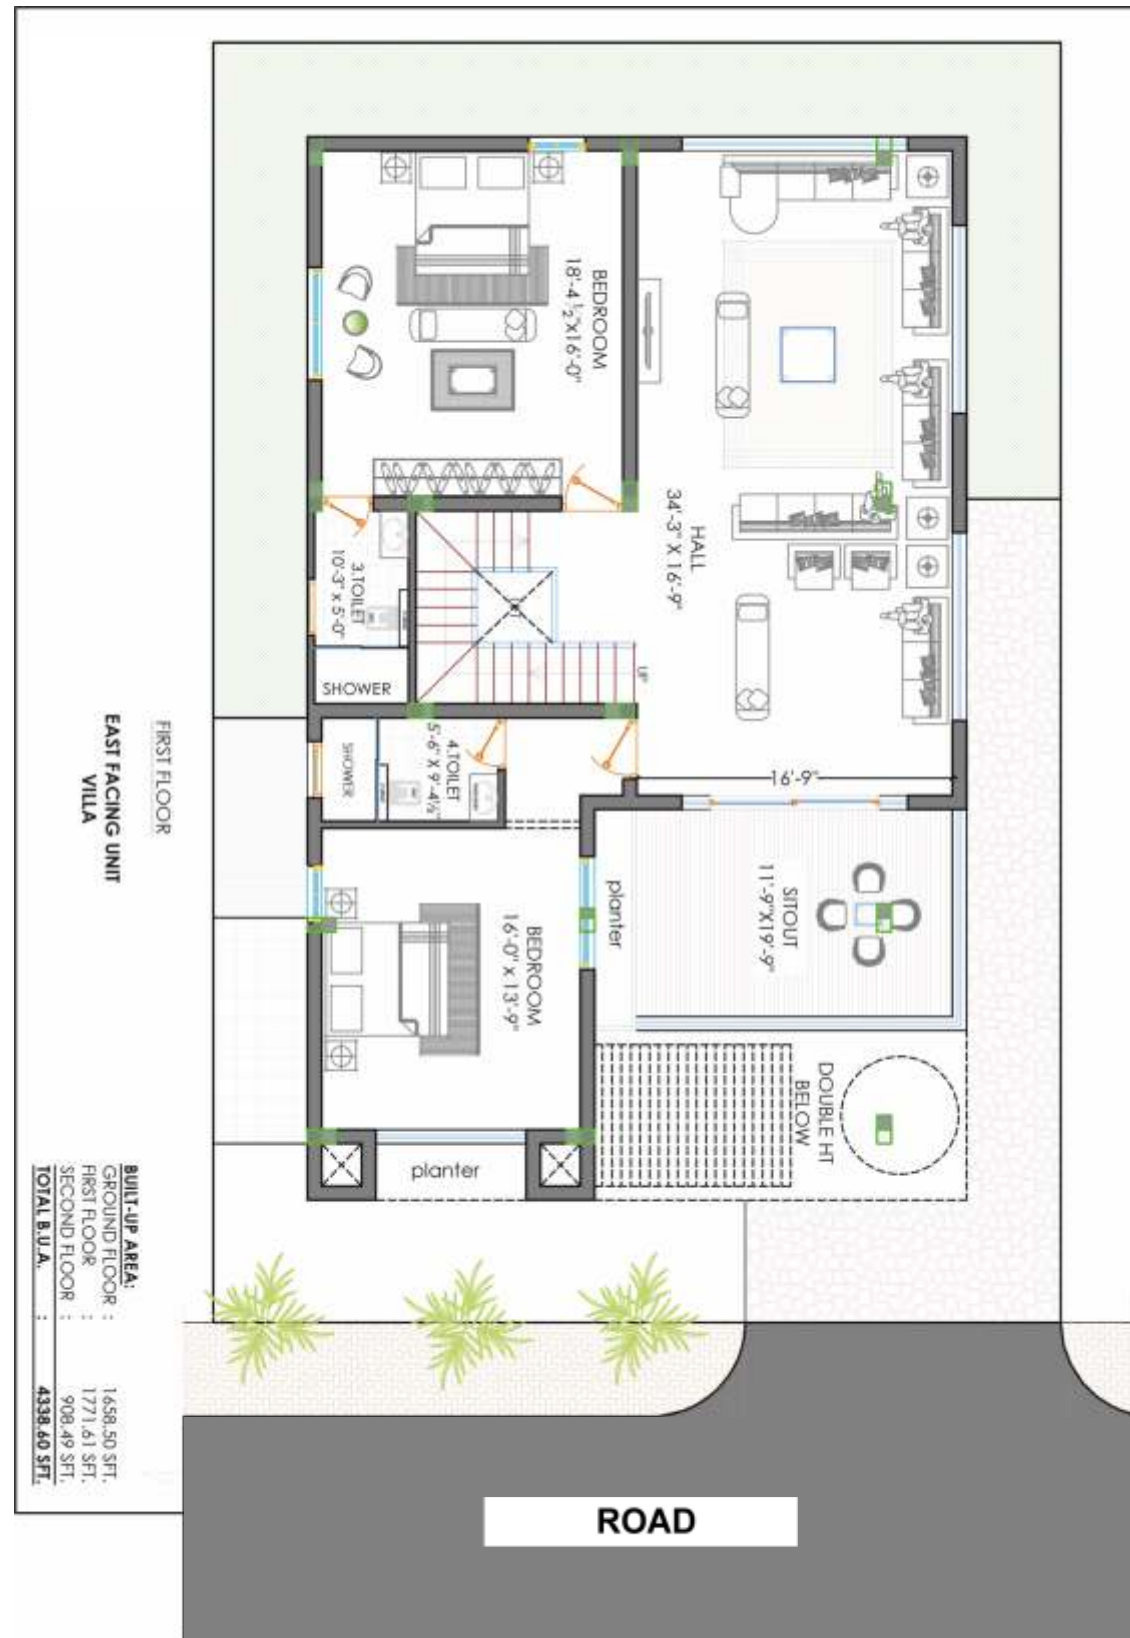 BEDROOM
18'-4 ½"X16'-0"
HALL
34'-3" X 16'-9"
3.TOILET
10'-3" x 5'-0"
SHOWER
UP
4.TOILET
5'-6" X 9'-4½"
SHOWER
16'-9"
SITOUT
11'-9"X19'-9"
planter
BEDROOM
16'-0" x 13'-9"
DOUBLE HT
BELOW
planter
FIRST FLOOR
EAST FACING UNIT
VILLA
BUILT-UP AREA:
GROUND FLOOR : 1658.50 SFT.
FIRST FLOOR : 1771.61 SFT.
SECOND FLOOR : 908.49 SFT.
TOTAL B.U.A. : 4338.60 SFT.
ROAD